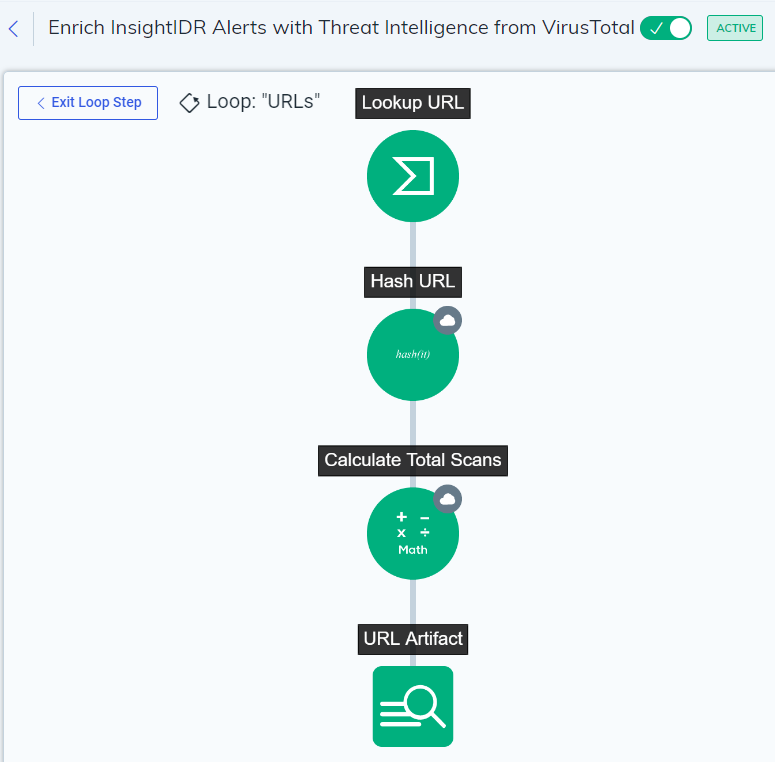 Enrich InsightIDR Alerts with Threat Intelligence from VirusTotal
ACTIVE
Exit Loop Step
Loop: "URLs"
Lookup URL
Hash URL
hash(it)
Calculate Total Scans
+ −
x ÷
Math
URL Artifact